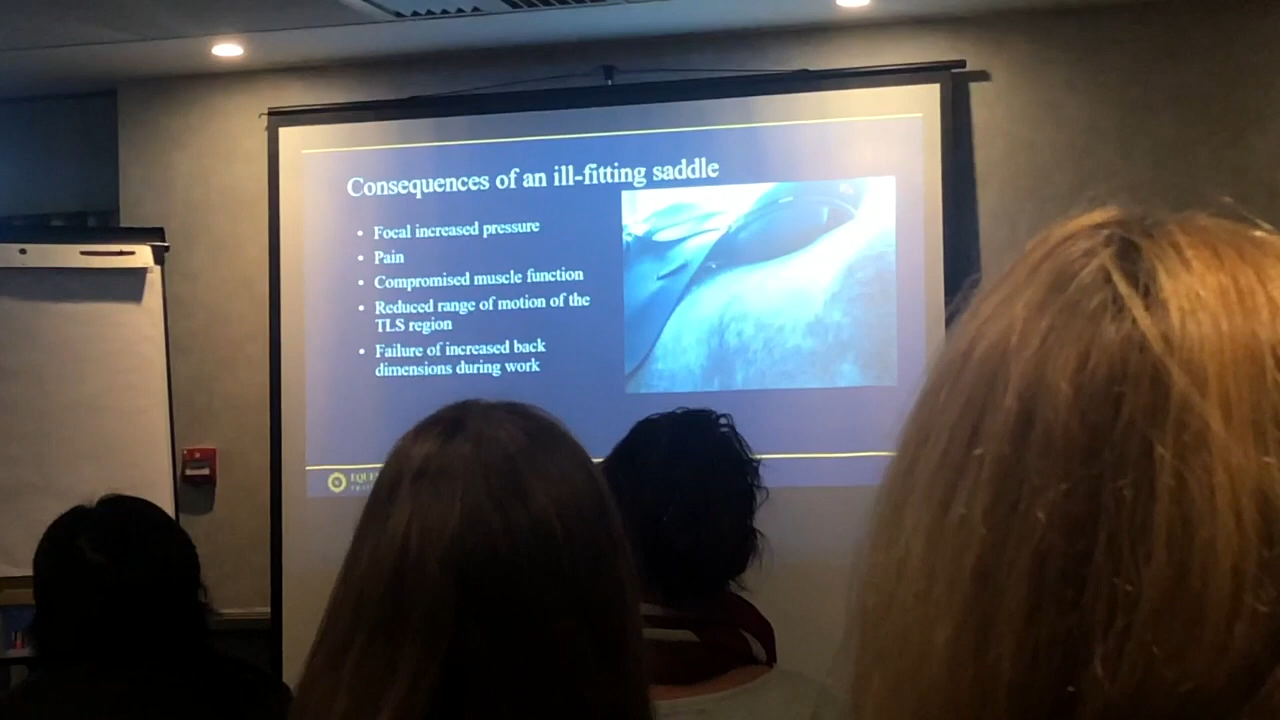 Consequences of an ill-fitting saddle
• Focal increased pressure
• Pain
• Compromised muscle function
• Reduced range of motion of the
TLS region
• Failure of increased back
dimensions during work